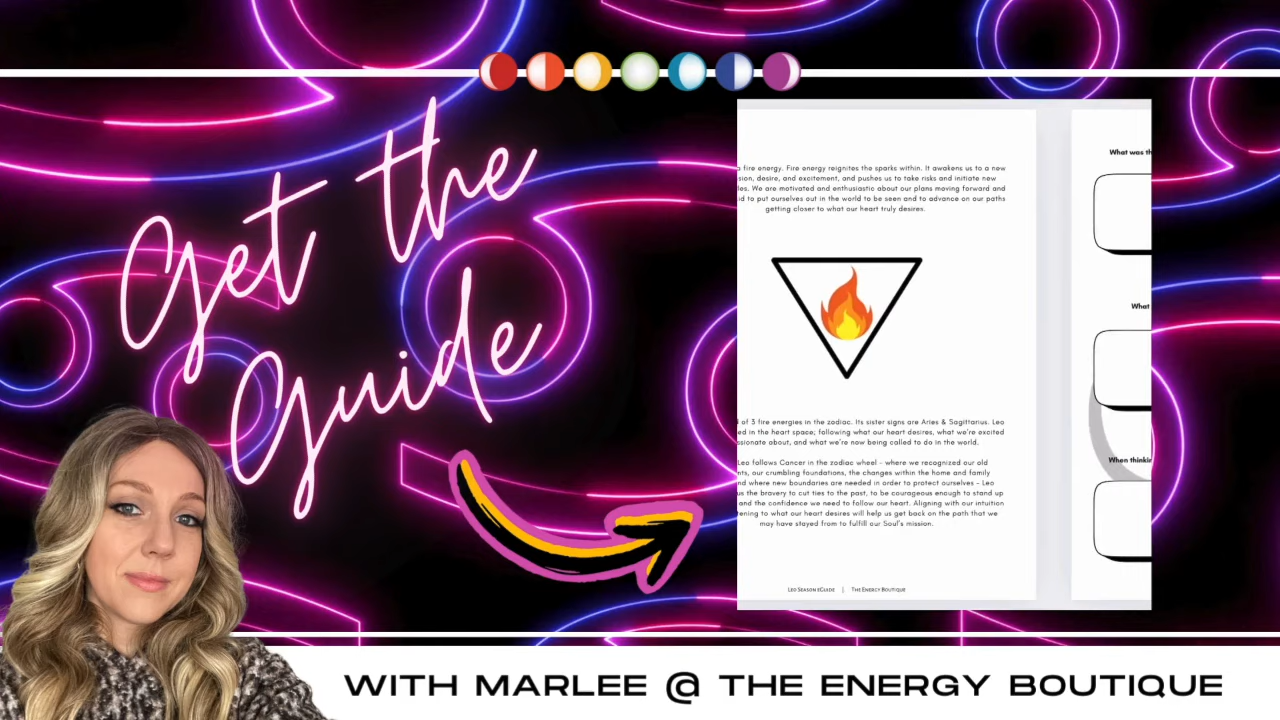 Get the
Guide
a fire energy. Fire energy reignites the sparks within. It awakens us to a new
sion, desire, and excitement, and pushes us to take risks and initiate new
les. We are motivated and enthusiastic about our plans moving forward and
id to put ourselves out in the world to be seen and to advance on our paths
getting closer to what our heart truly desires.
of 3 fire energies in the zodiac. Its sister signs are Aries & Sagittarius. Leo
ed in the heart space; following what our heart desires, what we're excited
ssionate about, and what we're now being called to do in the world.
Leo follows Cancer in the zodiac wheel - where we recognized our old
nts, our crumbling foundations, the changes within the home and family
nd where new boundaries are needed in order to protect ourselves - Leo
us the bravery to cut ties to the past, to be courageous enough to stand up
and the confidence we need to follow our heart. Aligning with our intuition
tening to what our heart desires will help us get back on the path that we
may have stayed from to fulfill our Soul's mission.
Leo Season eGuide | The Energy Boutique
What was th
What
When thinkin
WITH MARLEE @ THE ENERGY BOUTIQUE